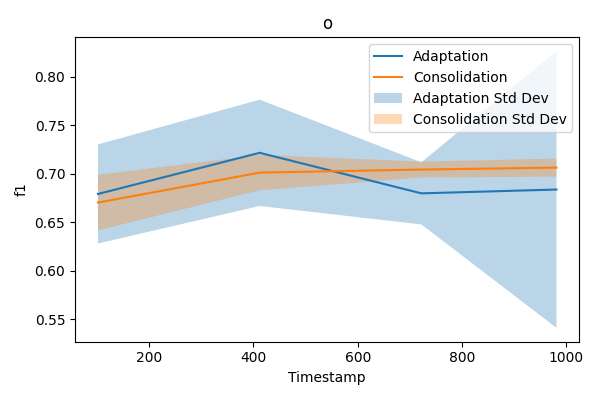 o
Adaptation
Consolidation
Adaptation Std Dev
Consolidation Std Dev
f1
0.80
0.75
0.70
0.65
0.60
0.55
200
400
600
800
1000
Timestamp